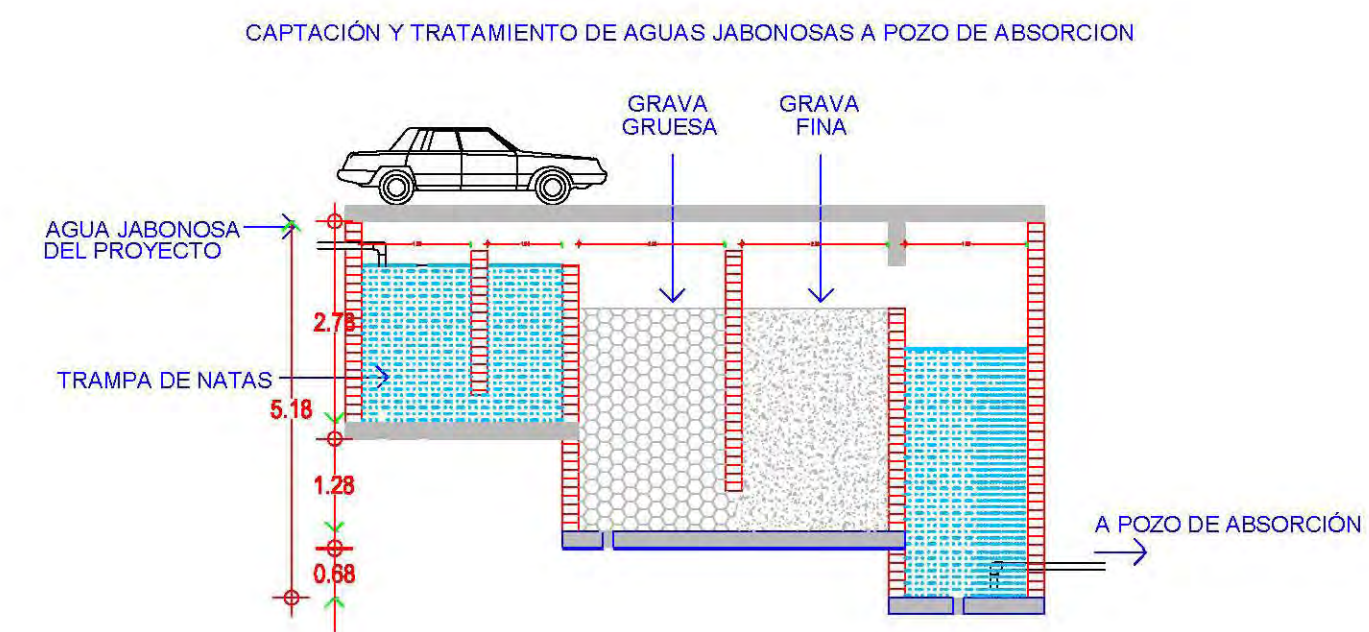 CAPTACIÓN Y TRATAMIENTO DE AGUAS JABONOSAS A POZO DE ABSORCION
GRAVA
GRUESA
GRAVA
FINA
AGUA JABONOSA
DEL PROYECTO
2.78
TRAMPA DE NATAS
5.18
1.28
A POZO DE ABSORCIÓN
0.68